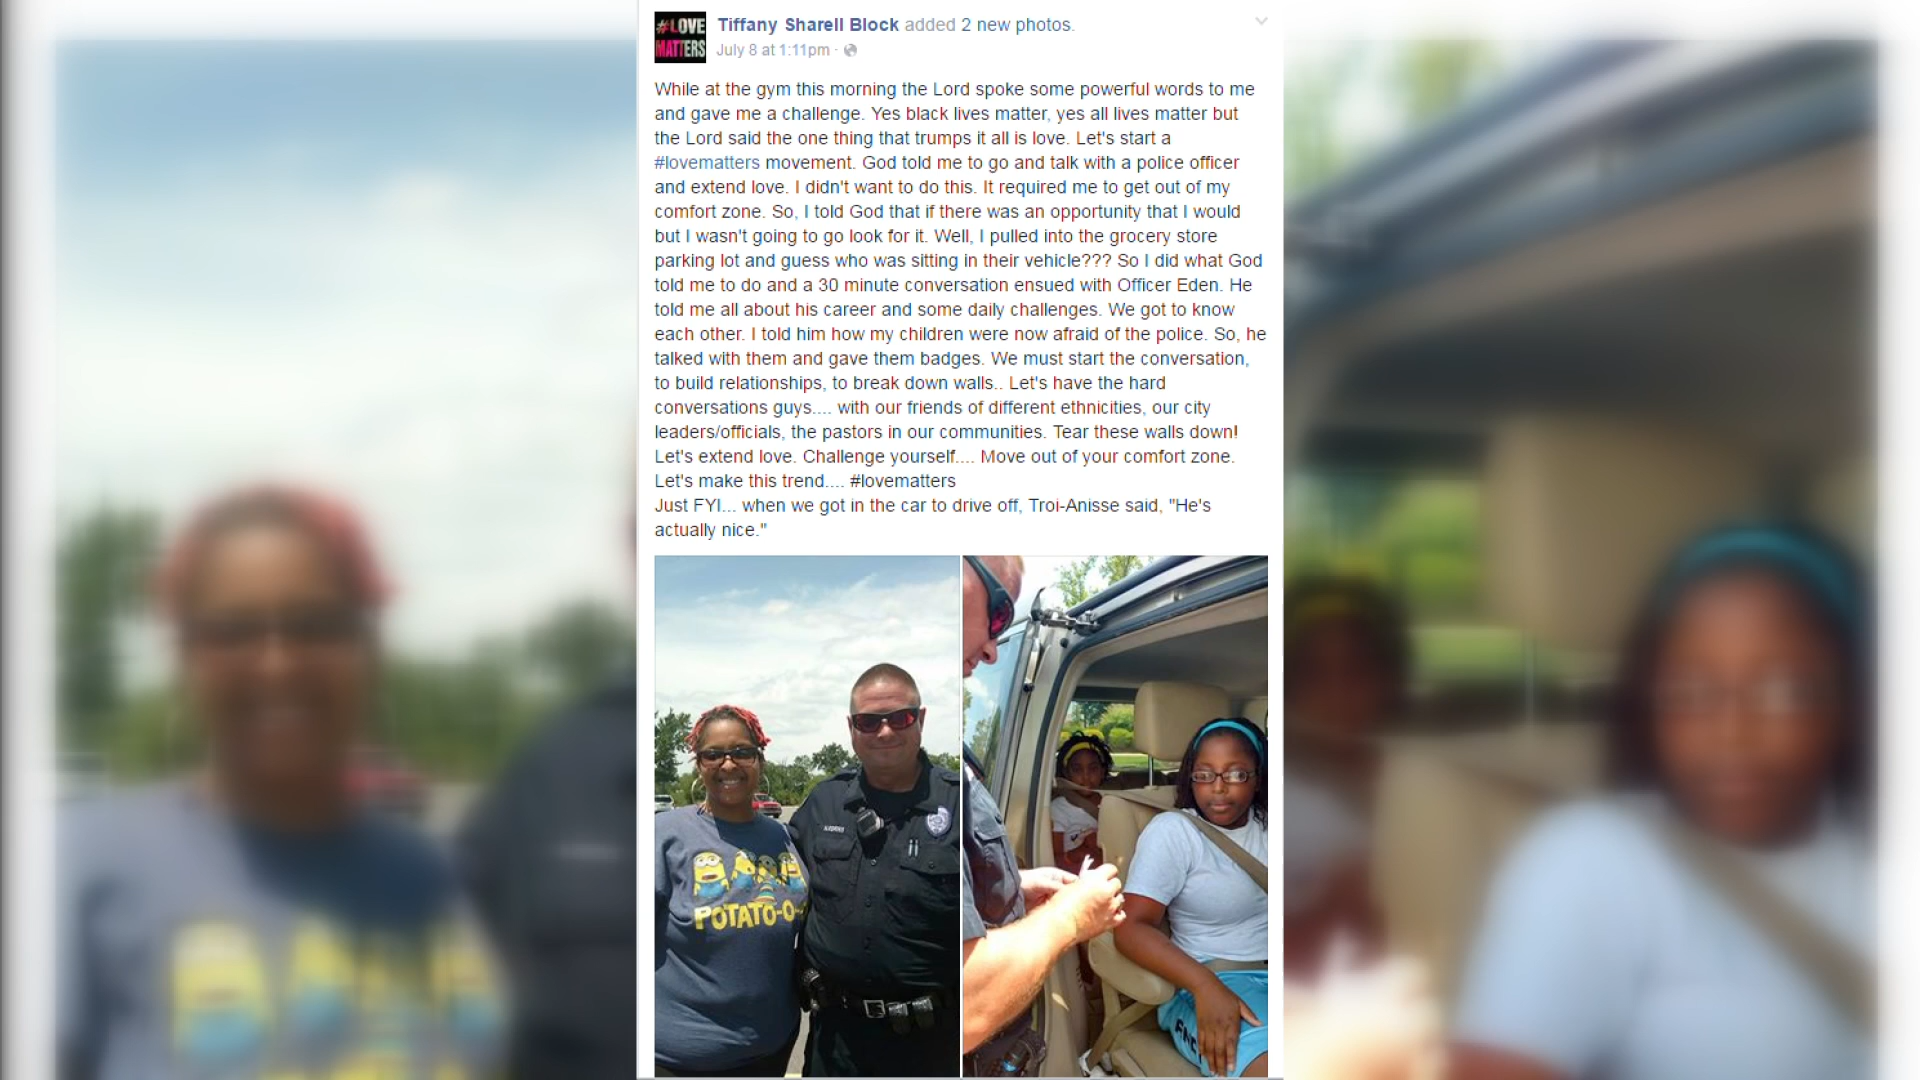 #LOVE
MATTERS
Tiffany Sharell Block added 2 new photos.
July 8 at 1:11pm ·
While at the gym this morning the Lord spoke some powerful words to me
and gave me a challenge. Yes black lives matter, yes all lives matter but
the Lord said the one thing that trumps it all is love. Let's start a
#lovematters movement. God told me to go and talk with a police officer
and extend love. I didn't want to do this. It required me to get out of my
comfort zone. So, I told God that if there was an opportunity that I would
but I wasn't going to go look for it. Well, I pulled into the grocery store
parking lot and guess who was sitting in their vehicle??? So I did what God
told me to do and a 30 minute conversation ensued with Officer Eden. He
told me all about his career and some daily challenges. We got to know
each other. I told him how my children were now afraid of the police. So, he
talked with them and gave them badges. We must start the conversation,
to build relationships, to break down walls.. Let's have the hard
conversations guys.... with our friends of different ethnicities, our city
leaders/officials, the pastors in our communities. Tear these walls down!
Let's extend love. Challenge yourself.... Move out of your comfort zone.
Let's make this trend.... #lovematters
Just FYI... when we got in the car to drive off, Troi-Anisse said, "He's
actually nice."
POTATO-O-